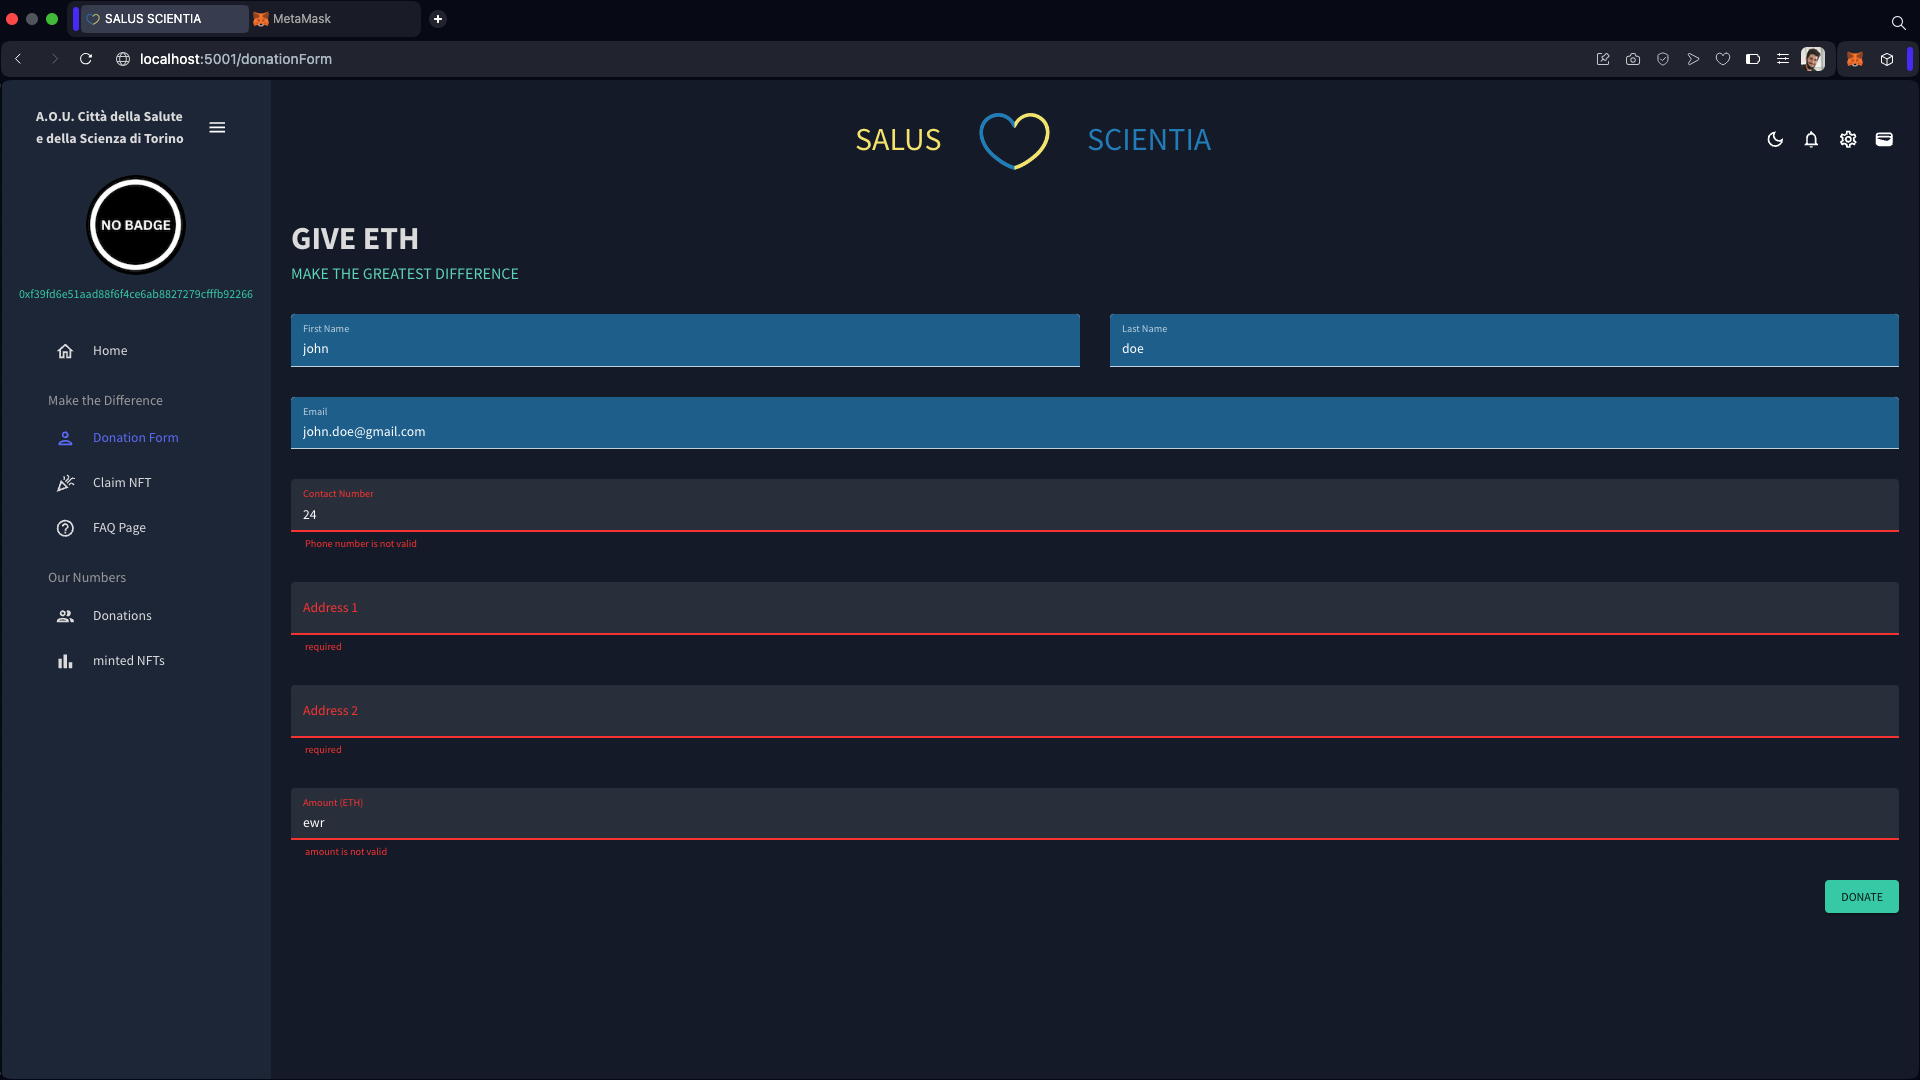 SALUS SCIENTIA
MetaMask
localhost:5001/donationForm
A.O.U. Città della Salute
e della Scienza di Torino
NO BADGE
0xf39fd6e51aad88f6f4ce6ab8827279cfffb92266
Home
Make the Difference
Donation Form
Claim NFT
FAQ Page
Our Numbers
Donations
minted NFTs
SALUS SCIENTIA
GIVE ETH
MAKE THE GREATEST DIFFERENCE
First Name
john
Last Name
doe
Email
john.doe@gmail.com
Contact Number
24
Phone number is not valid
Address 1
required
Address 2
required
Amount (ETH)
ewr
amount is not valid
DONATE